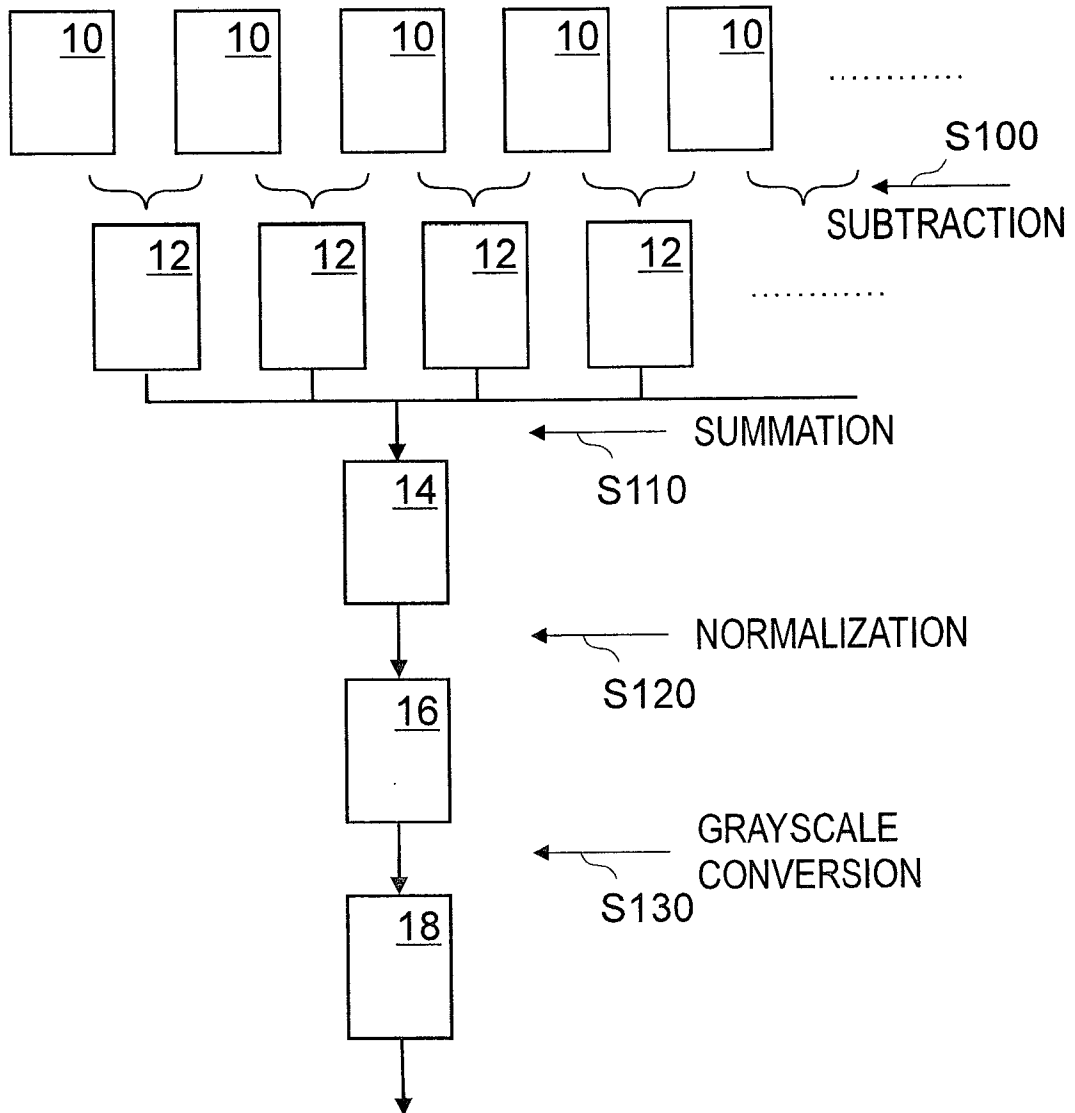 10 10 10 10 10
S100
SUBTRACTION
12 12 12 12
SUMMATION
S110
14
NORMALIZATION
S120
16
GRAYSCALE
CONVERSION
S130
18